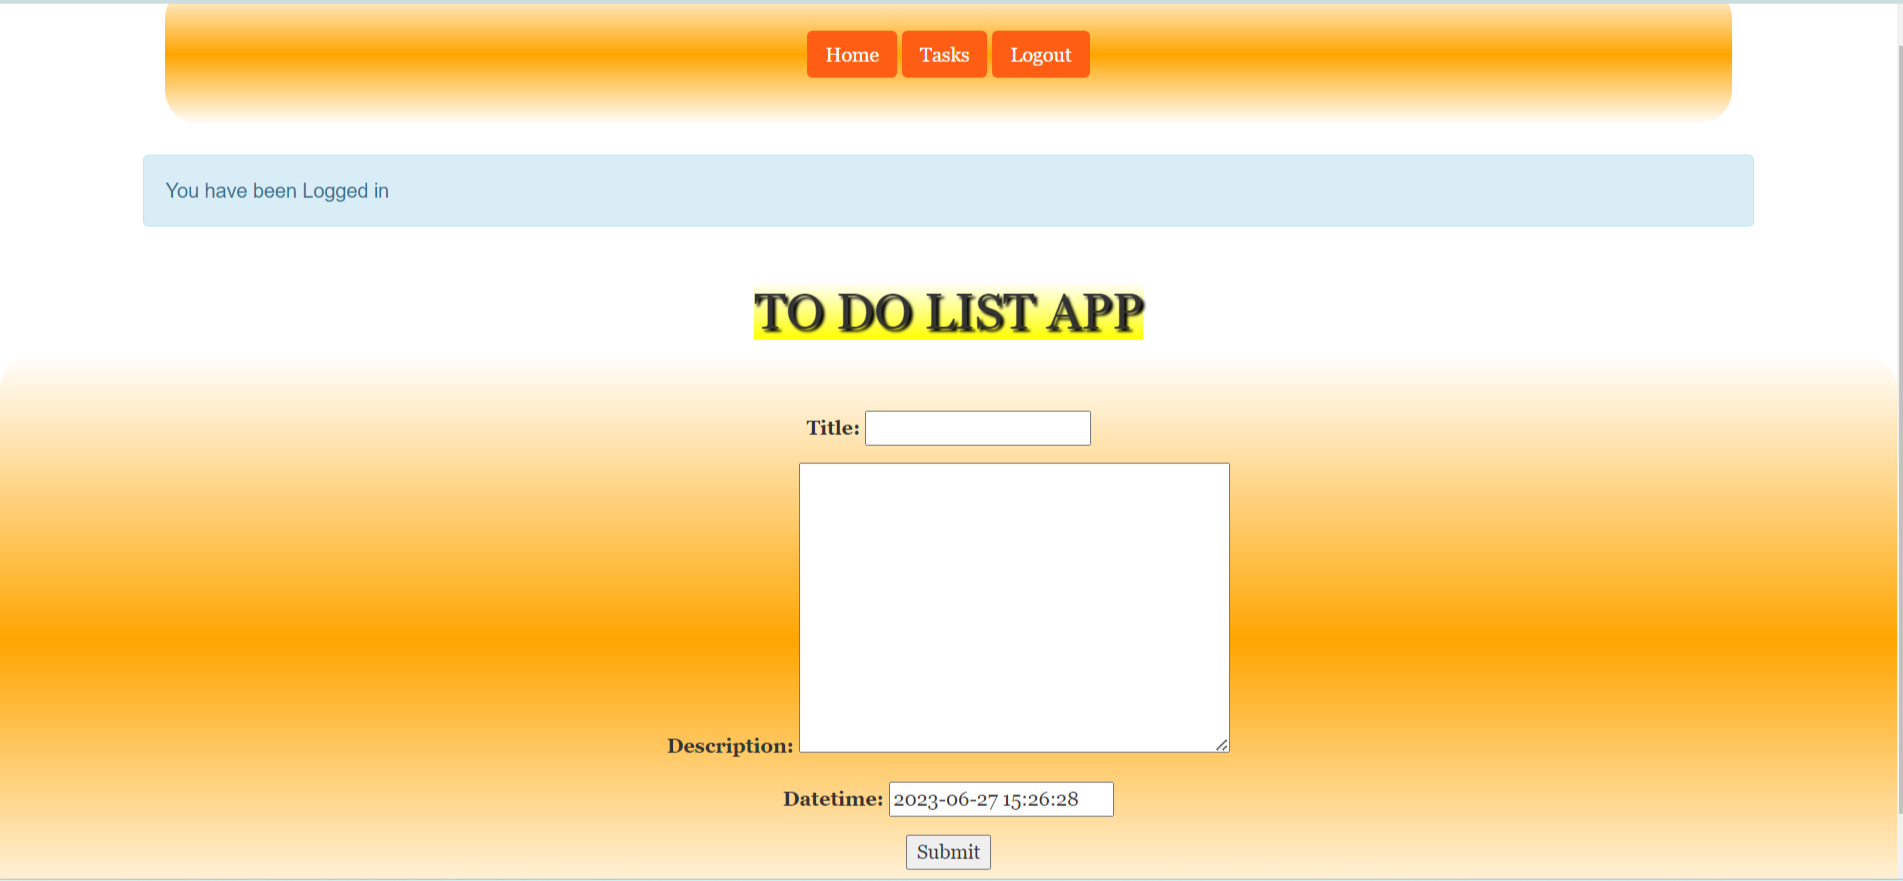 Home Tasks Logout
You have been Logged in
TO DO LIST APP
Title:
Description:
Datetime: 2023-06-27 15:26:28
Submit